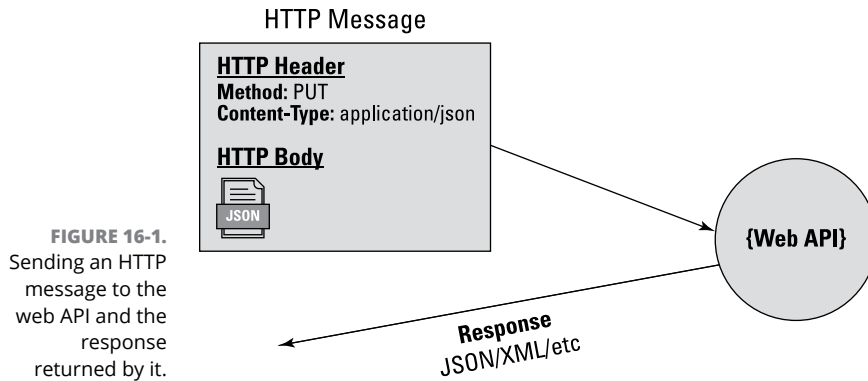 HTTP Message
HTTP Header
Method: PUT
Content-Type: application/json
HTTP Body
JSON
{Web API}
Response
JSON/XML/etc
FIGURE 16-1.
Sending an HTTP
message to the
web API and the
response
returned by it.